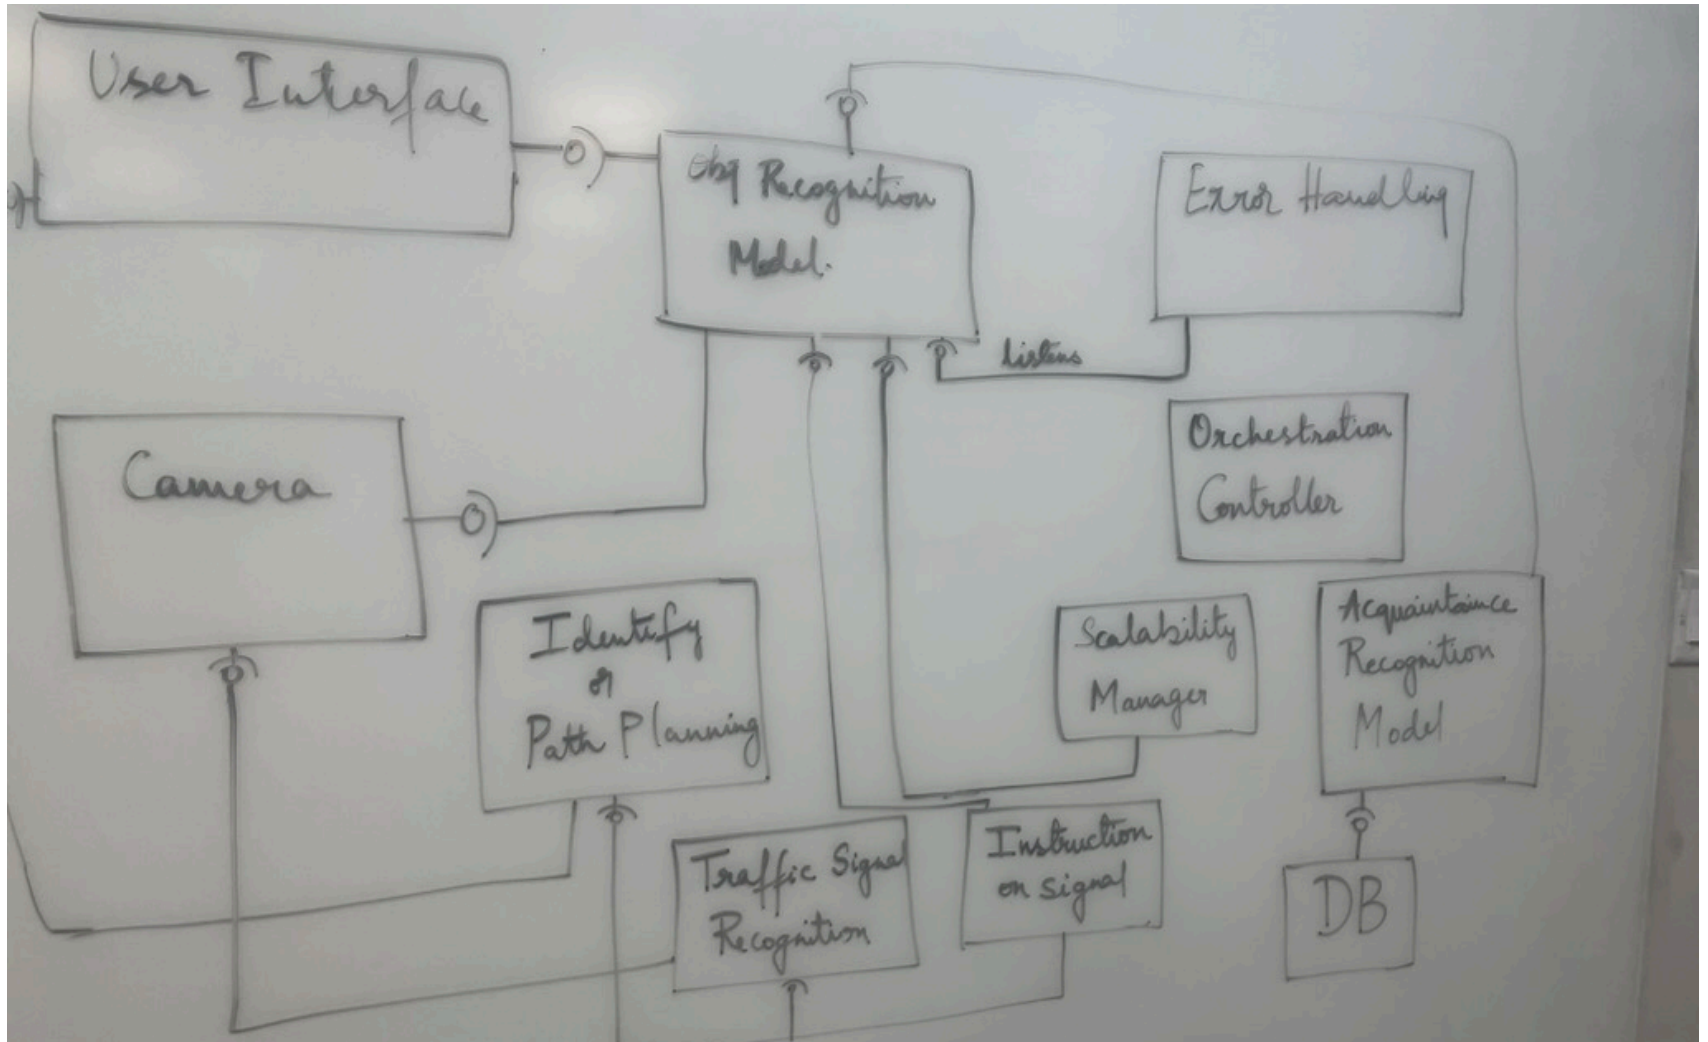 User Interface
Obj Recognition
Model.
Error Handling
listens
Orchestration
Controller
Camera
Identify
or
Path Planning
Scalability
Manager
Acquaintaince
Recognition
Model
Traffic Signal
Recognition
Instruction
on signal
DB